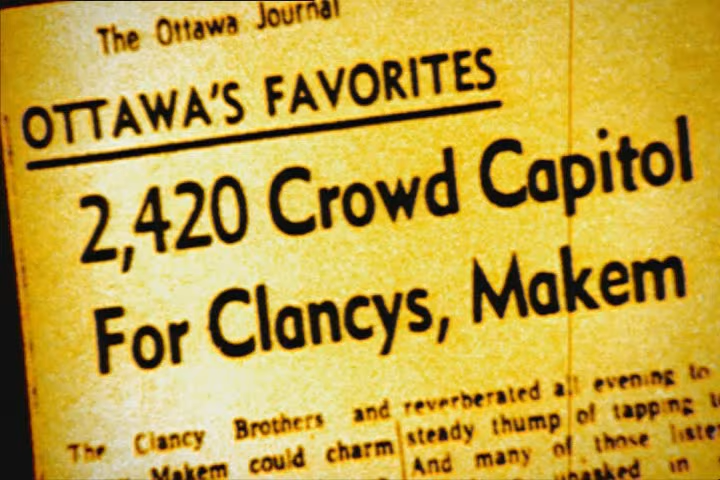 The Ottawa Journal
OTTAWA'S FAVORITES
2,420 Crowd Capitol
For Clancys, Makem
The Clancy Brothers and
Makem could charm
reverberated all evening to
steady thump of tapping
And many of those
in